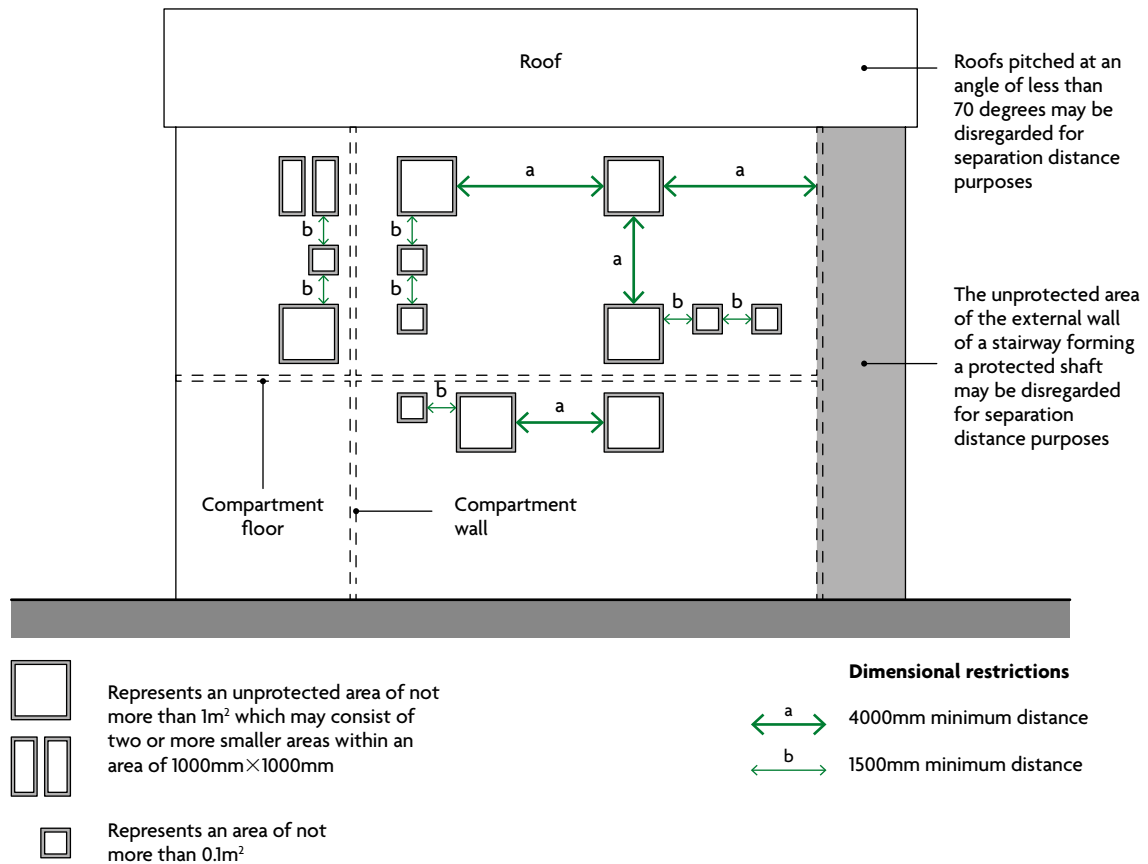 Roof
Roofs pitched at an
angle of less than
70 degrees may be
disregarded for
separation distance
purposes
a
a
b
b
a
b
b
b
b
The unprotected area
of the external wall
of a stairway forming
a protected shaft
may be disregarded
for separation
distance purposes
b
a
Compartment
floor
Compartment
wall
Represents an unprotected area of not
more than 1m² which may consist of
two or more smaller areas within an
area of 1000mm×1000mm
Represents an area of not
more than 0.1m²
Dimensional restrictions
a
4000mm minimum distance
b
1500mm minimum distance